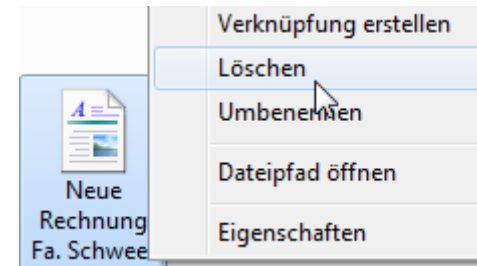 Verknüpfung erstellen
Löschen
Umbenennen
Dateipfad öffnen
Eigenschaften
Neue
Rechnung
Fa. Schwee